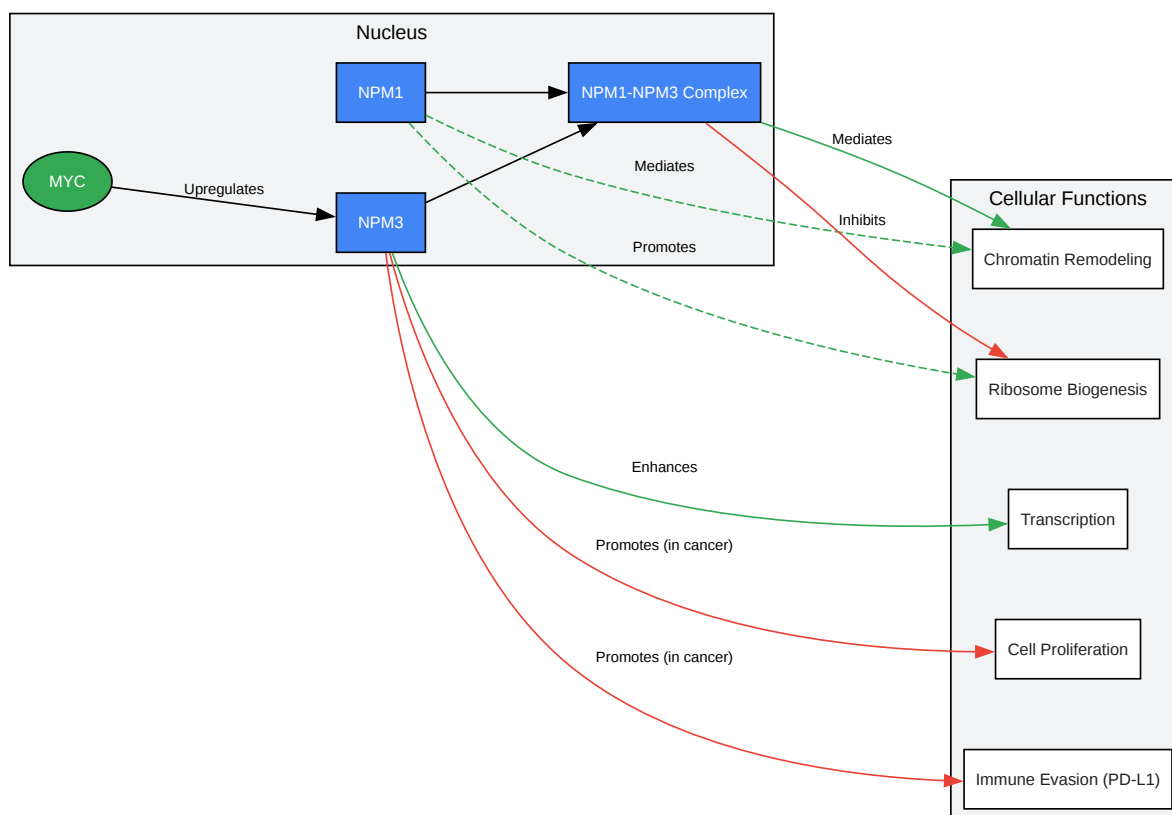 Nucleus
NPM1
NPM1-NPM3 Complex
MYC
Upregulates
NPM3
Mediates
Mediates
Inhibits
Promotes
Cellular Functions
Chromatin Remodeling
Ribosome Biogenesis
Enhances
Transcription
Promotes (in cancer)
Cell Proliferation
Promotes (in cancer)
Immune Evasion (PD-L1)